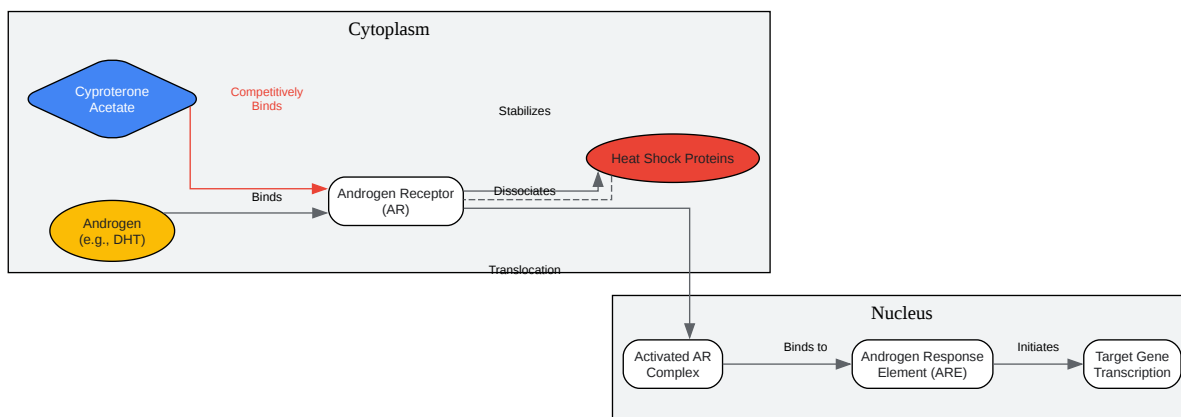 Cytoplasm
Cyproterone
Acetate
Competitively
Binds
Stabilizes
Heat Shock Proteins
Androgen Receptor
(AR)
Dissociates
Binds
Androgen
(e.g., DHT)
Translocation
Nucleus
Activated AR
Complex
Binds to
Androgen Response
Element (ARE)
Initiates
Target Gene
Transcription